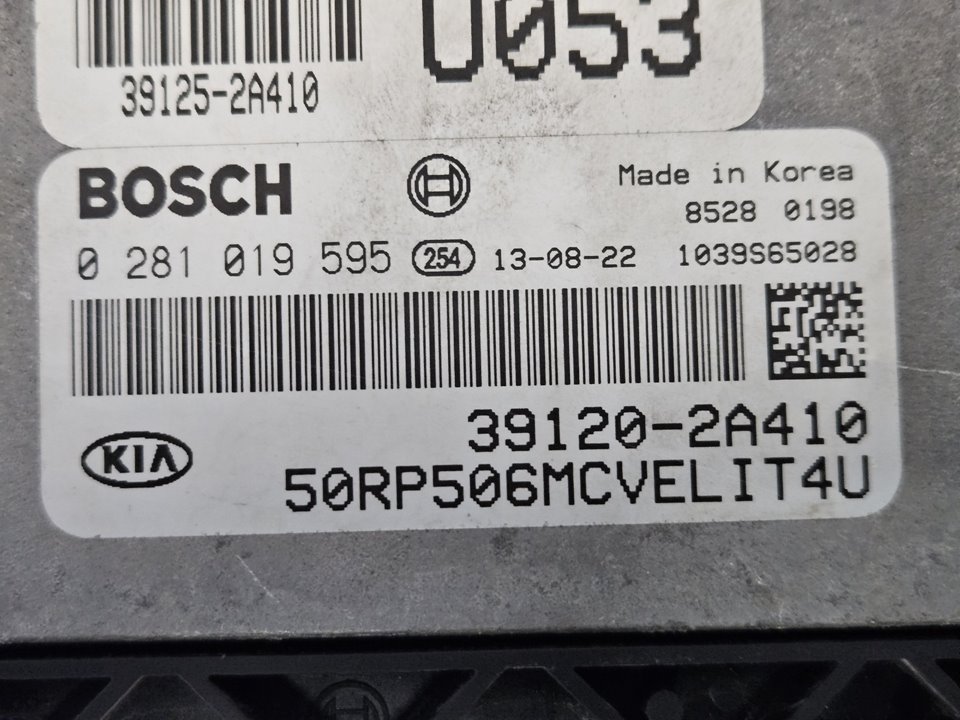 0053
39125-2A410
BOSCH
Made in Korea
8528 0198
0 281 019 595 254 13-08-22 1039S65028
39120-2A410
KIA
50RP506MCVELIT4U